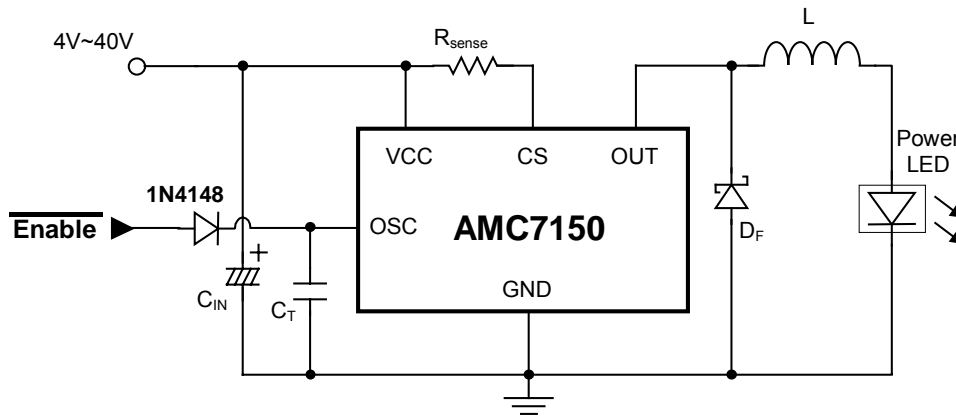 4V~40V
Rsense
L
VCC
CS
OUT
Power
LED
1N4148
Enable
OSC
AMC7150
DF
+
CIN
CT
GND